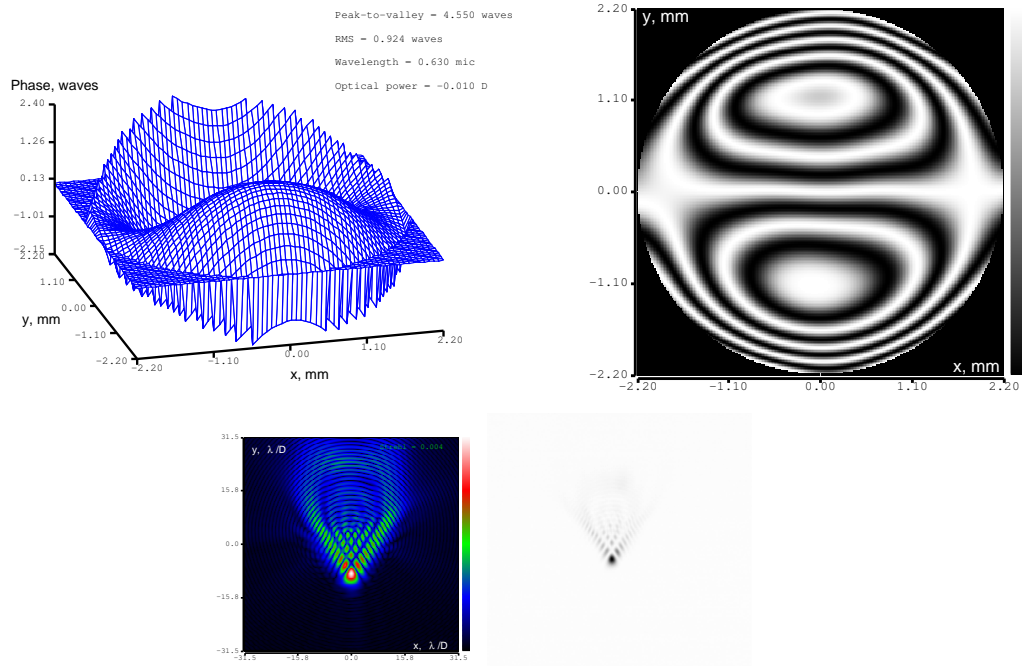 Peak-to-valley = 4.550 waves
RMS = 0.924 waves
Wavelength = 0.630 mic
Optical power = -0.010 D
Phase, waves
2.40
1.26
0.13
-1.01
-2.15
2.20
1.10
0.00
-1.10
-2.20
y, mm
-2.20
-1.10
0.00
1.10
2.20
x, mm
2.20
y, mm
1.10
0.00
-1.10
-2.20
x, mm
-2.20
-1.10
0.00
1.10
2.20
31.5
y, λ/D
Strehl = 0.004
15.8
0.0
-15.8
-31.5
x, λ/D
-31.5
-15.8
0.0
15.8
31.5